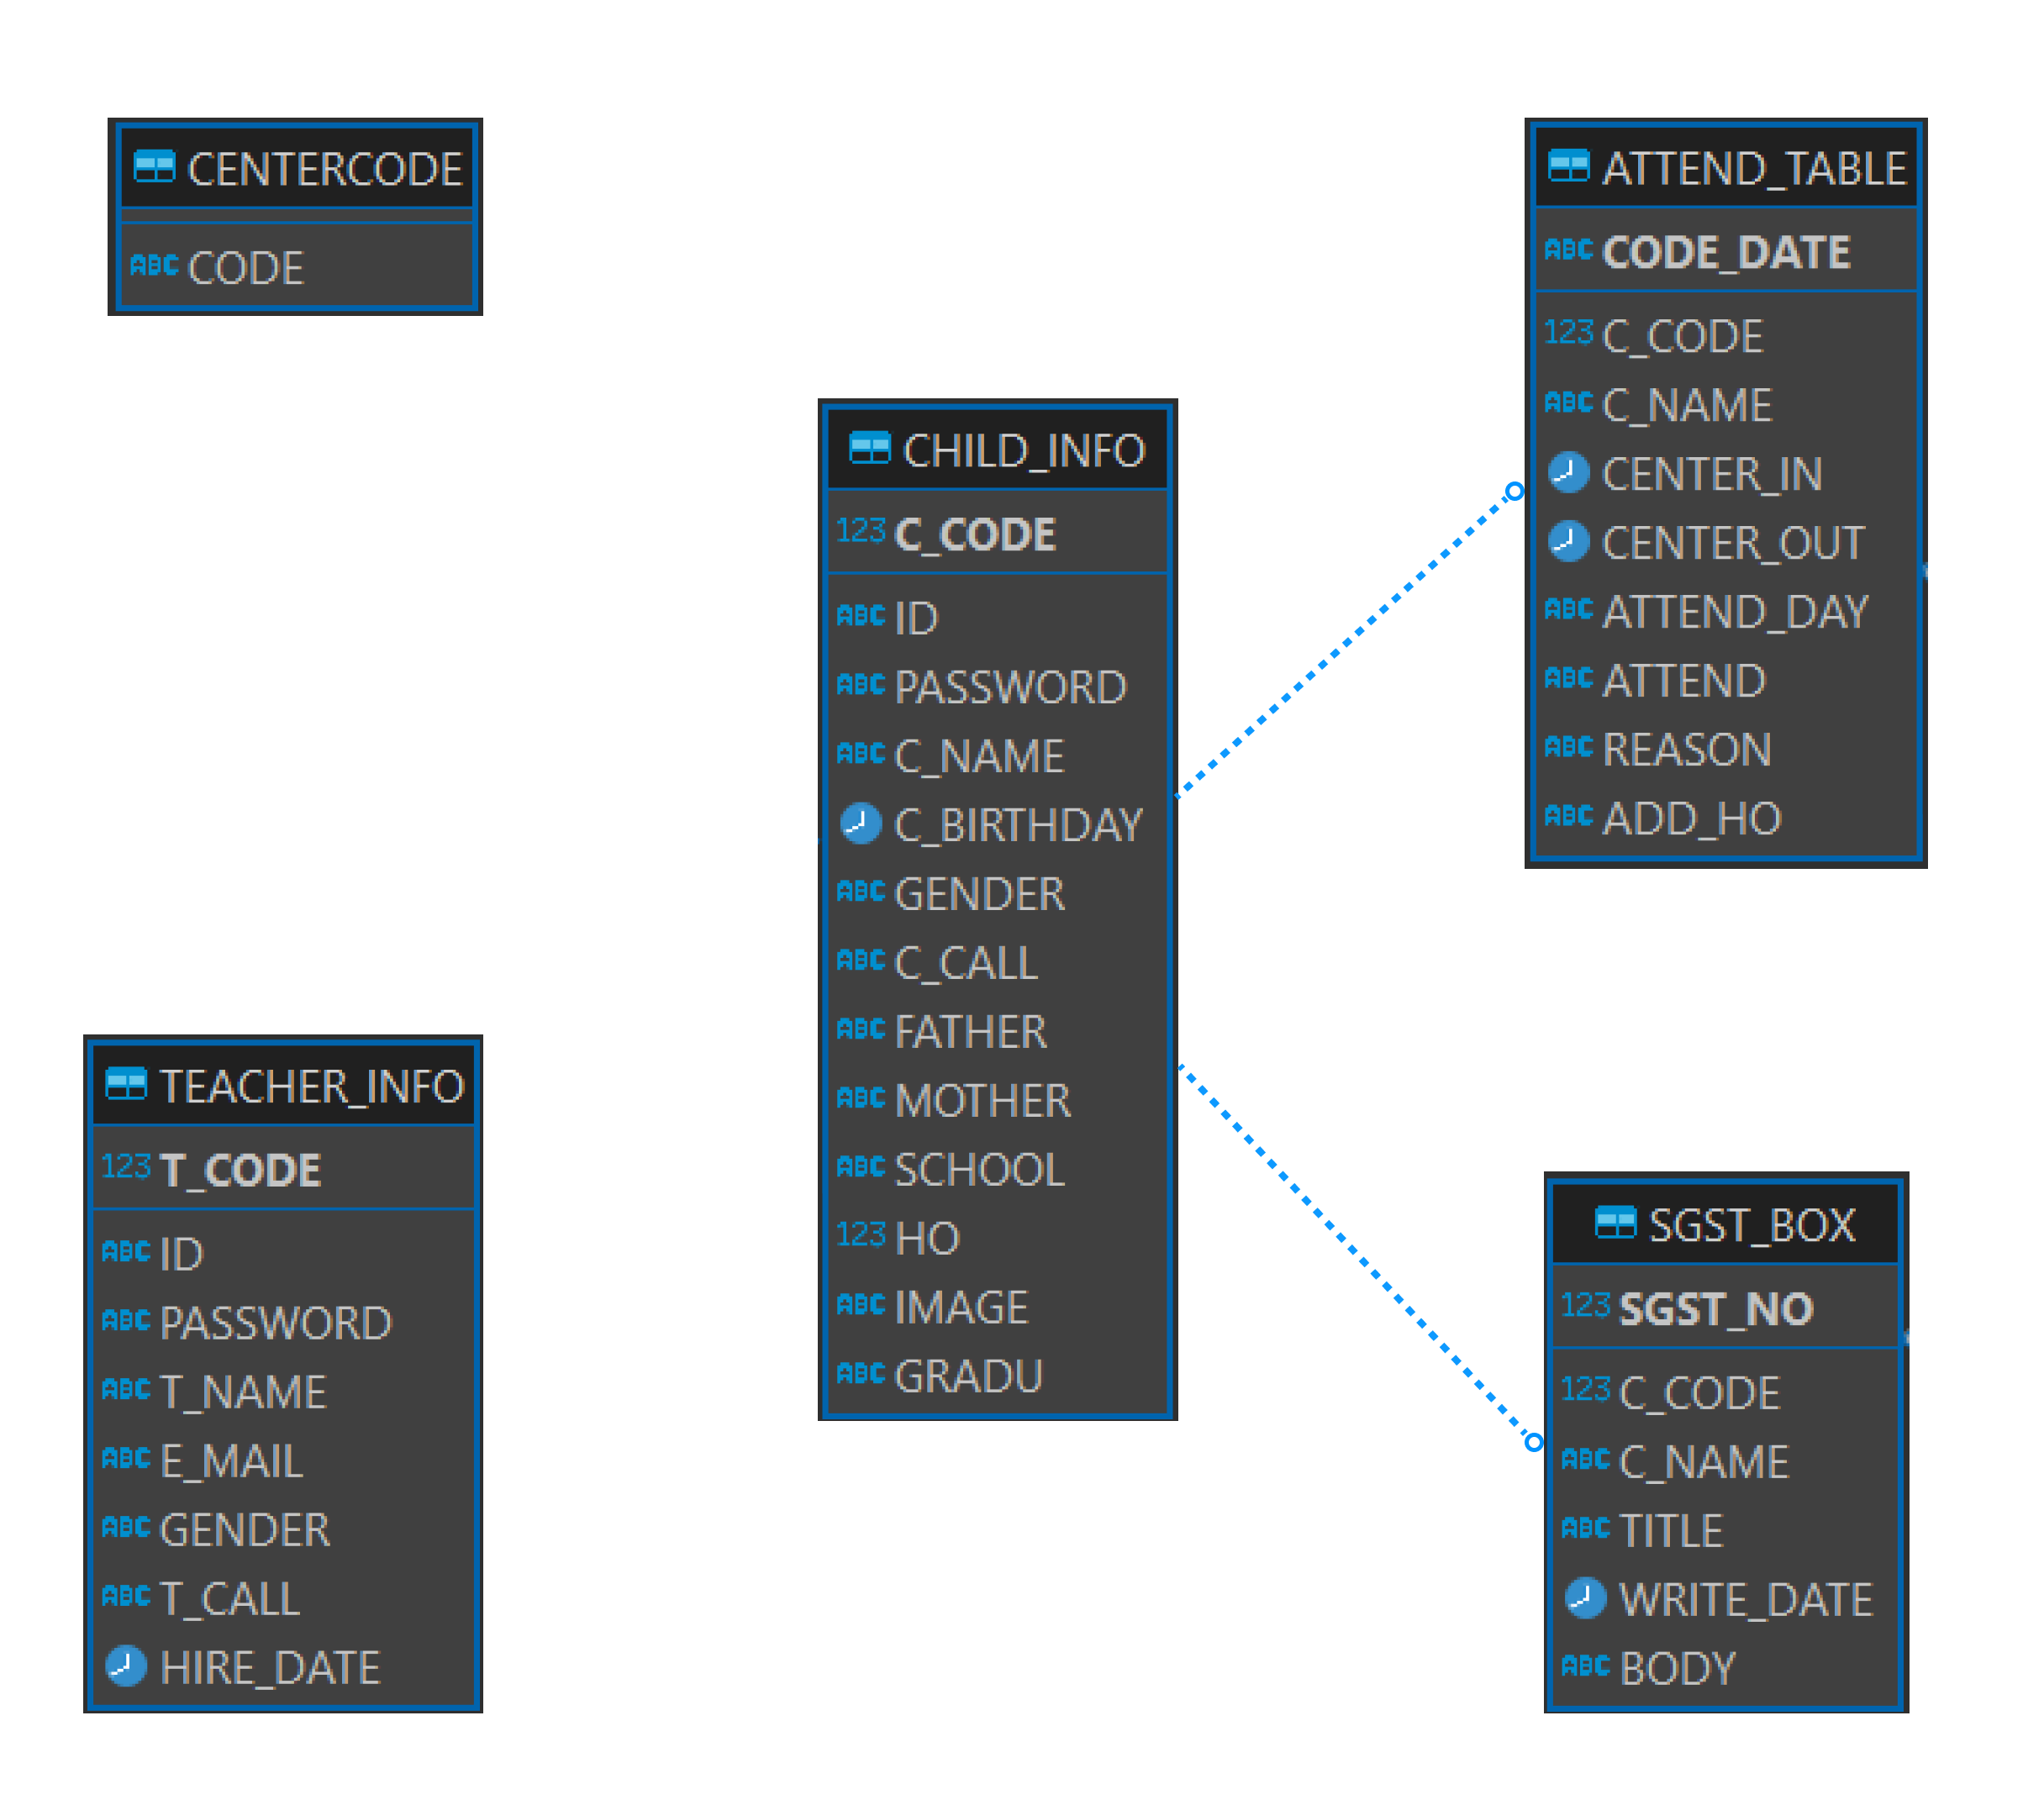 CENTERCODE
ABC CODE
ATTEND_TABLE
ABC CODE_DATE
123 C_CODE
ABC C_NAME
CENTER_IN
CENTER_OUT
ABC ATTEND_DAY
ABC ATTEND
ABC REASON
ABC ADD_HO
CHILD_INFO
123 C_CODE
ABC ID
ABC PASSWORD
ABC C_NAME
C_BIRTHDAY
ABC GENDER
ABC C_CALL
ABC FATHER
ABC MOTHER
ABC SCHOOL
123 HO
ABC IMAGE
ABC GRADU
TEACHER_INFO
123 T_CODE
ABC ID
ABC PASSWORD
ABC T_NAME
ABC E_MAIL
ABC GENDER
ABC T_CALL
HIRE_DATE
SGST_BOX
123 SGST_NO
123 C_CODE
ABC C_NAME
ABC TITLE
WRITE_DATE
ABC BODY